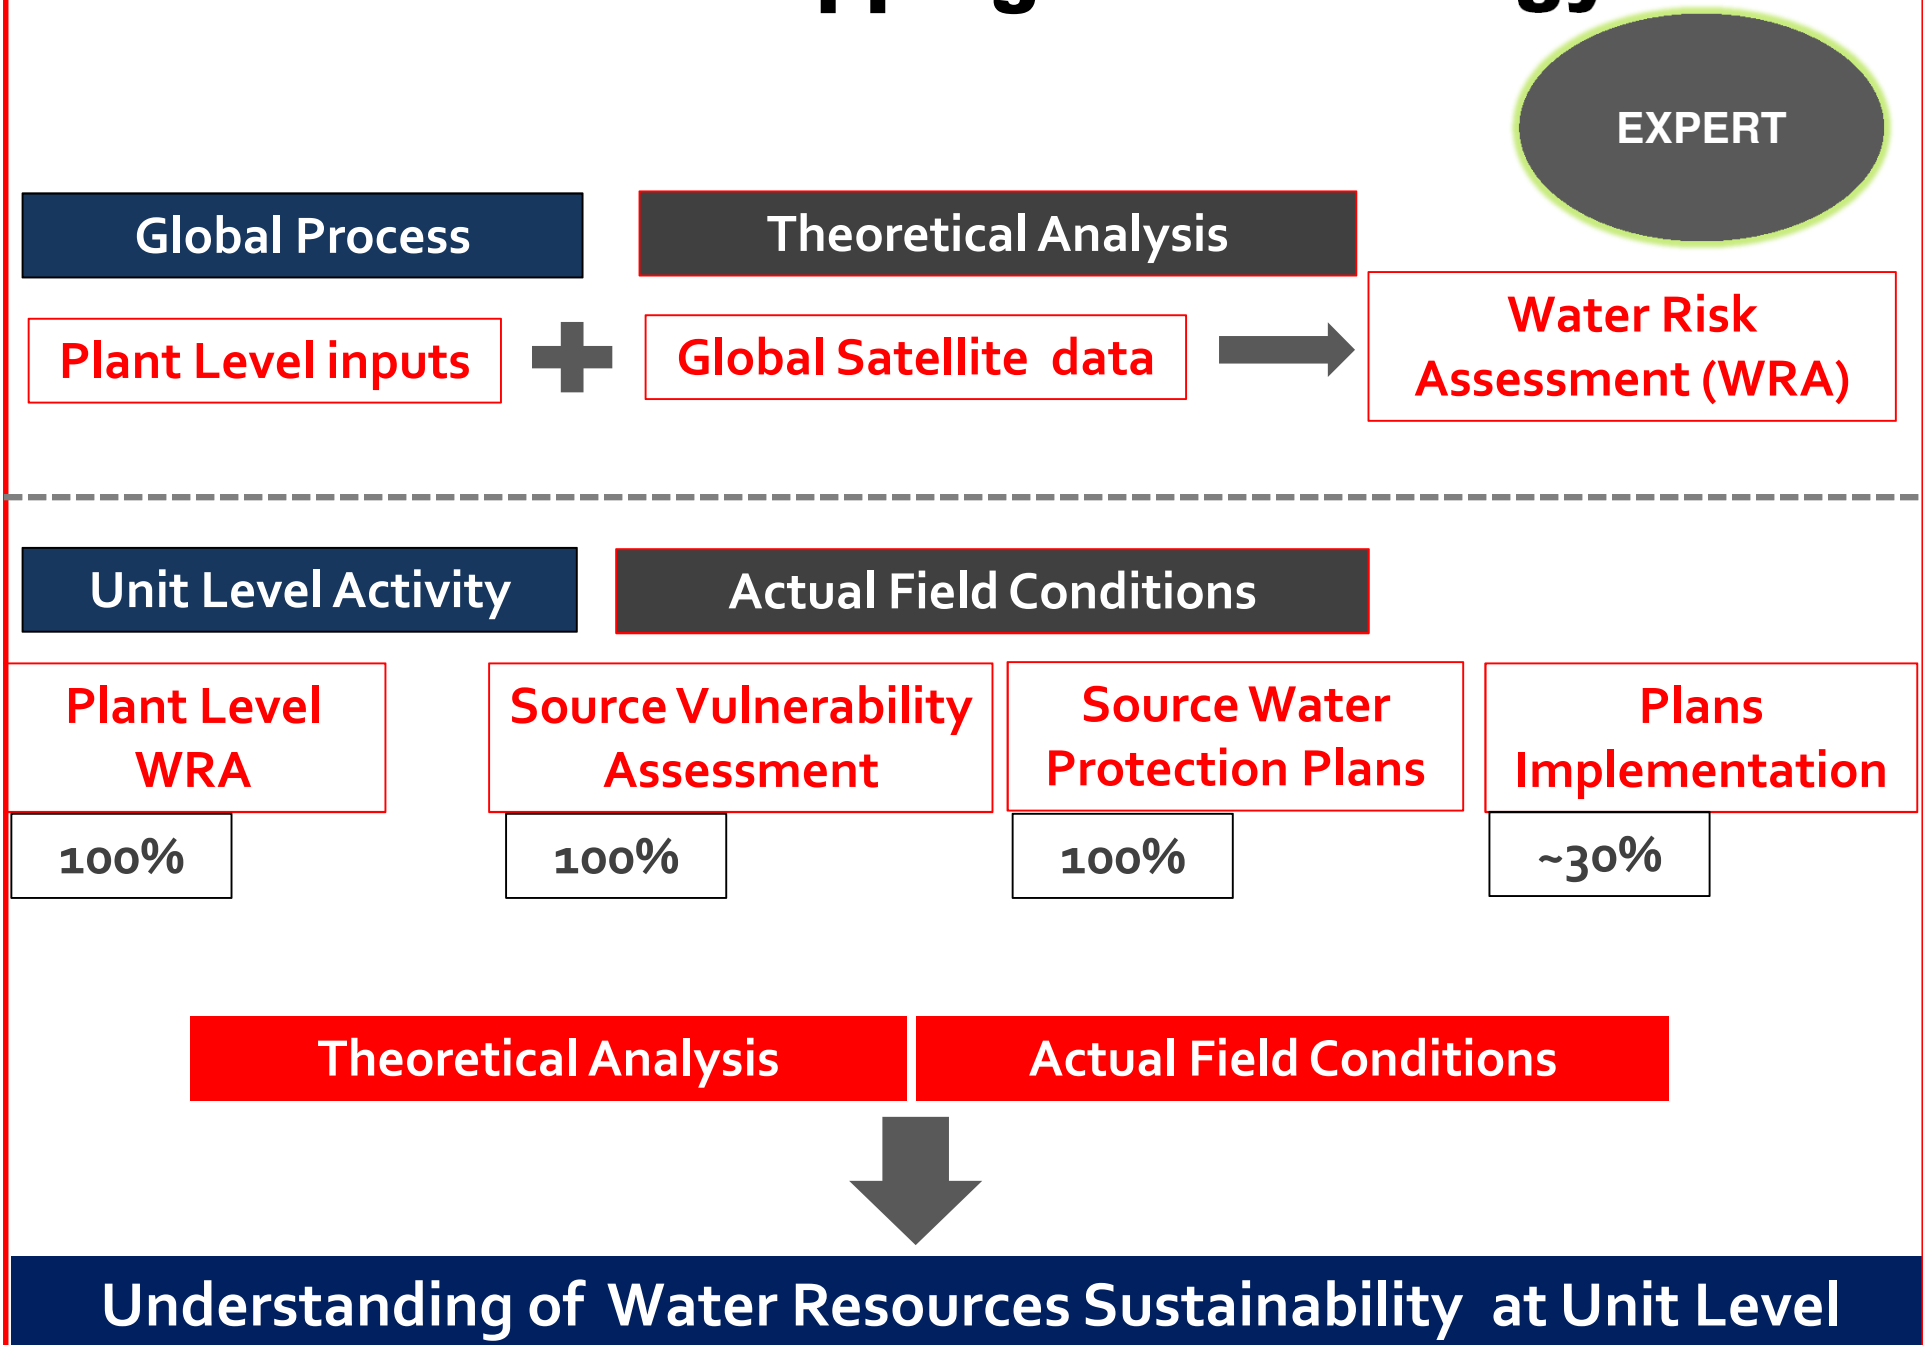 EXPERT
Global Process
Theoretical Analysis
Plant Level inputs
Global Satellite data
Water Risk
Assessment (WRA)
Unit Level Activity
Actual Field Conditions
Plant Level
WRA
Source Vulnerability
Assessment
Source Water
Protection Plans
Plans
Implementation
100%
100%
100%
~30%
Theoretical Analysis
Actual Field Conditions
Understanding of Water Resources Sustainability at Unit Level